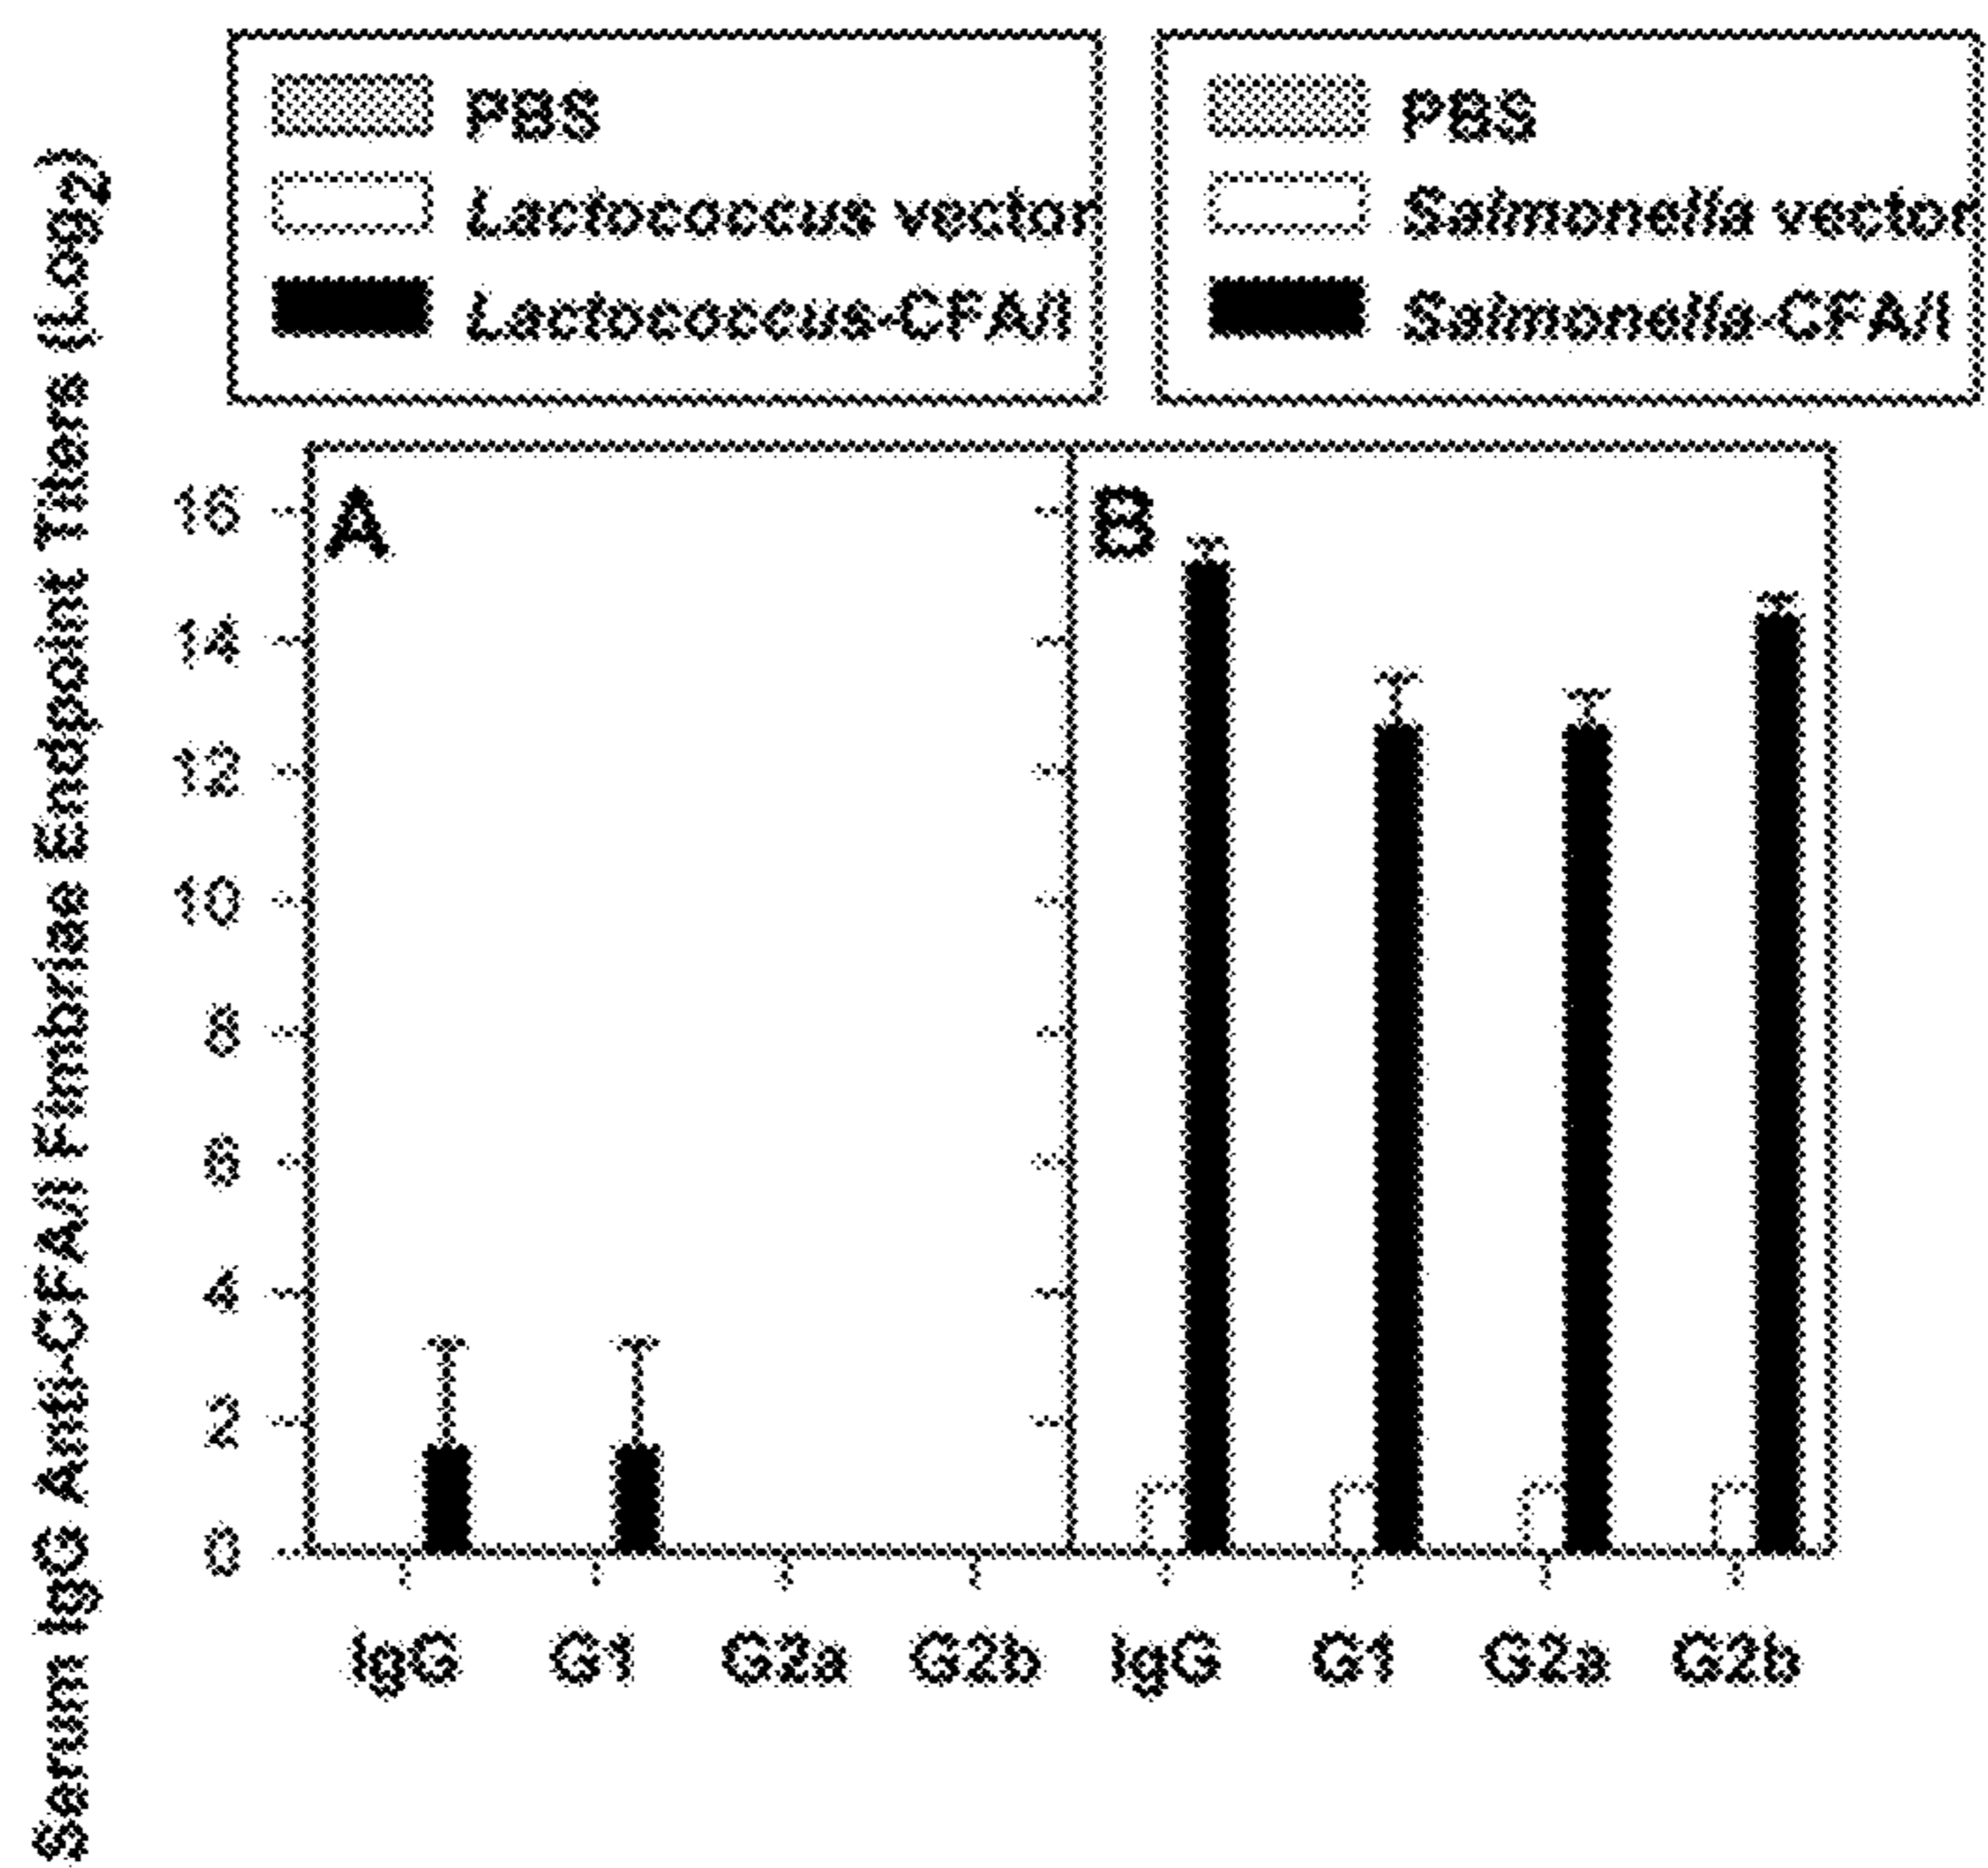 Serum IgG Anti-CFA/I Fimbriae Endpoint Titers (Log2)
PBS
Lactococcus vector
Lactococcus-CFA/I
PBS
Salmonella vector
Salmonella-CFA/I
A
B
16
14
12
10
8
6
4
2
0
IgG G1 G2a G2b IgG G1 G2a G2b